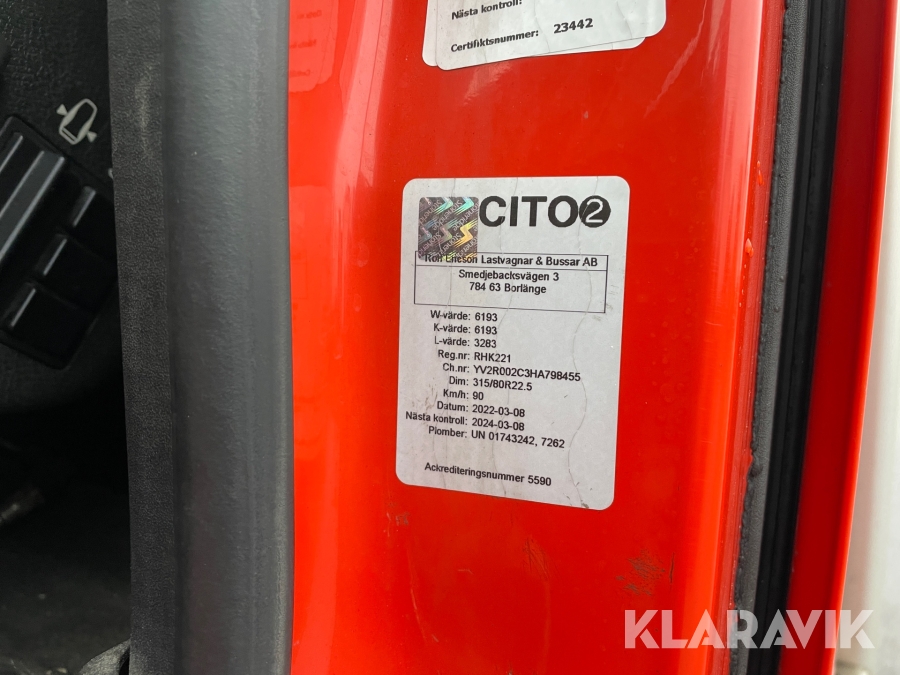 Nästa kontroll:
Certifiktsnummer: 23442
CITO2
Rolf Ericson Lastvagnar & Bussar AB
Smedjebacksvägen 3
784 63 Borlänge
W-värde: 6193
K-värde: 6193
L-värde: 3283
Reg.nr: RHK221
Ch.nr: YV2R002C3HA798455
Dim: 315/80R22.5
Km/h: 90
Datum: 2022-03-08
Nästa kontroll: 2024-03-08
Plomber: UN 01743242, 7262
Ackrediteringsnummer 5590
KLARAVIK